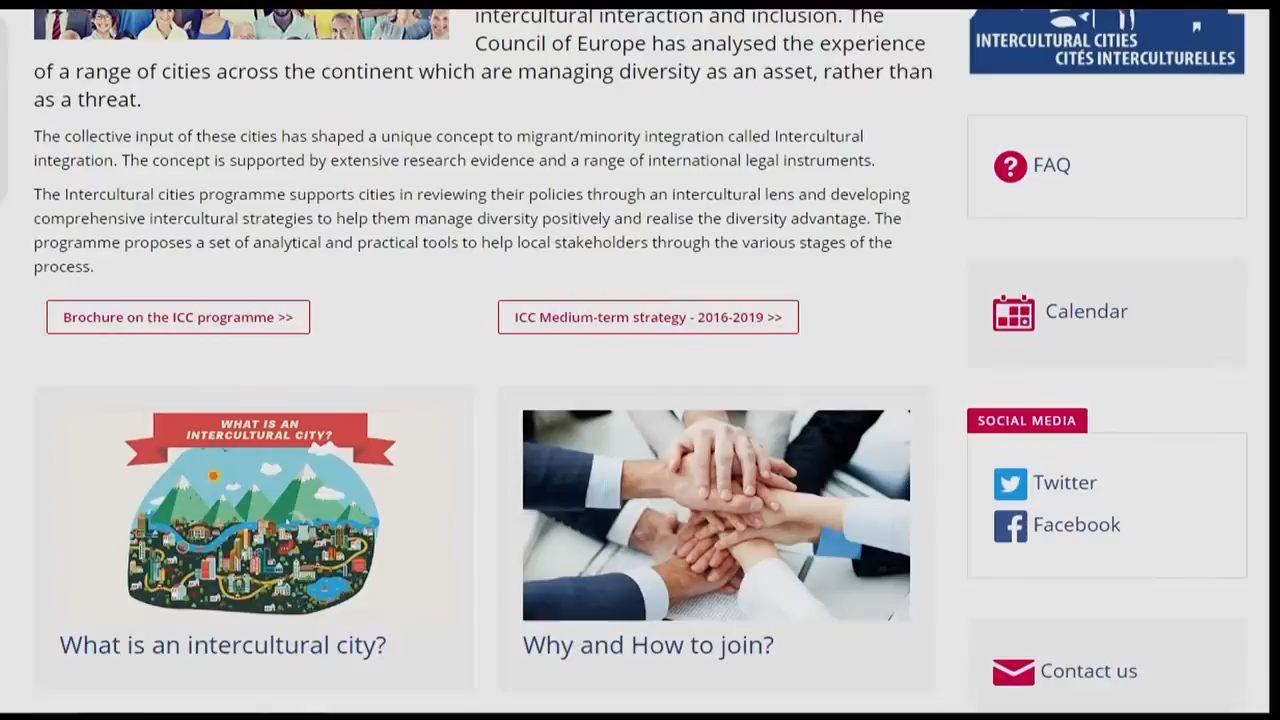 intercultural interaction and inclusion. The
Council of Europe has analysed the experience
of a range of cities across the continent which are managing diversity as an asset, rather than
as a threat.
The collective input of these cities has shaped a unique concept to migrant/minority integration called Intercultural
integration. The concept is supported by extensive research evidence and a range of international legal instruments.
The Intercultural cities programme supports cities in reviewing their policies through an intercultural lens and developing
comprehensive intercultural strategies to help them manage diversity positively and realise the diversity advantage. The
programme proposes a set of analytical and practical tools to help local stakeholders through the various stages of the
process.
Brochure on the ICC programme >>
ICC Medium-term strategy - 2016-2019 >>
WHAT IS AN
INTERCULTURAL CITY?
What is an intercultural city?
Why and How to join?
INTERCULTURAL CITIES
CITÉS INTERCULTURELLES
FAQ
Calendar
SOCIAL MEDIA
Twitter
Facebook
Contact us